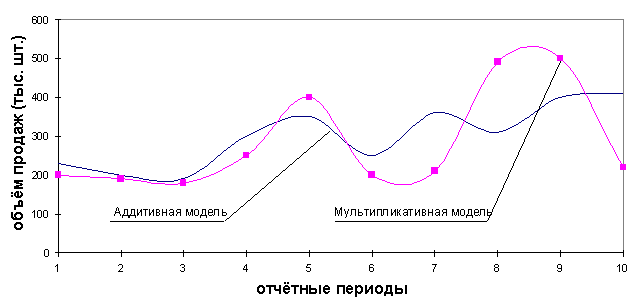 600
500
400
300
200
100
0
объём продаж (тыс. шт.)
Аддитивная модель
Мультипликативная модель
1 2 3 4 5 6 7 8 9 10
отчётные периоды